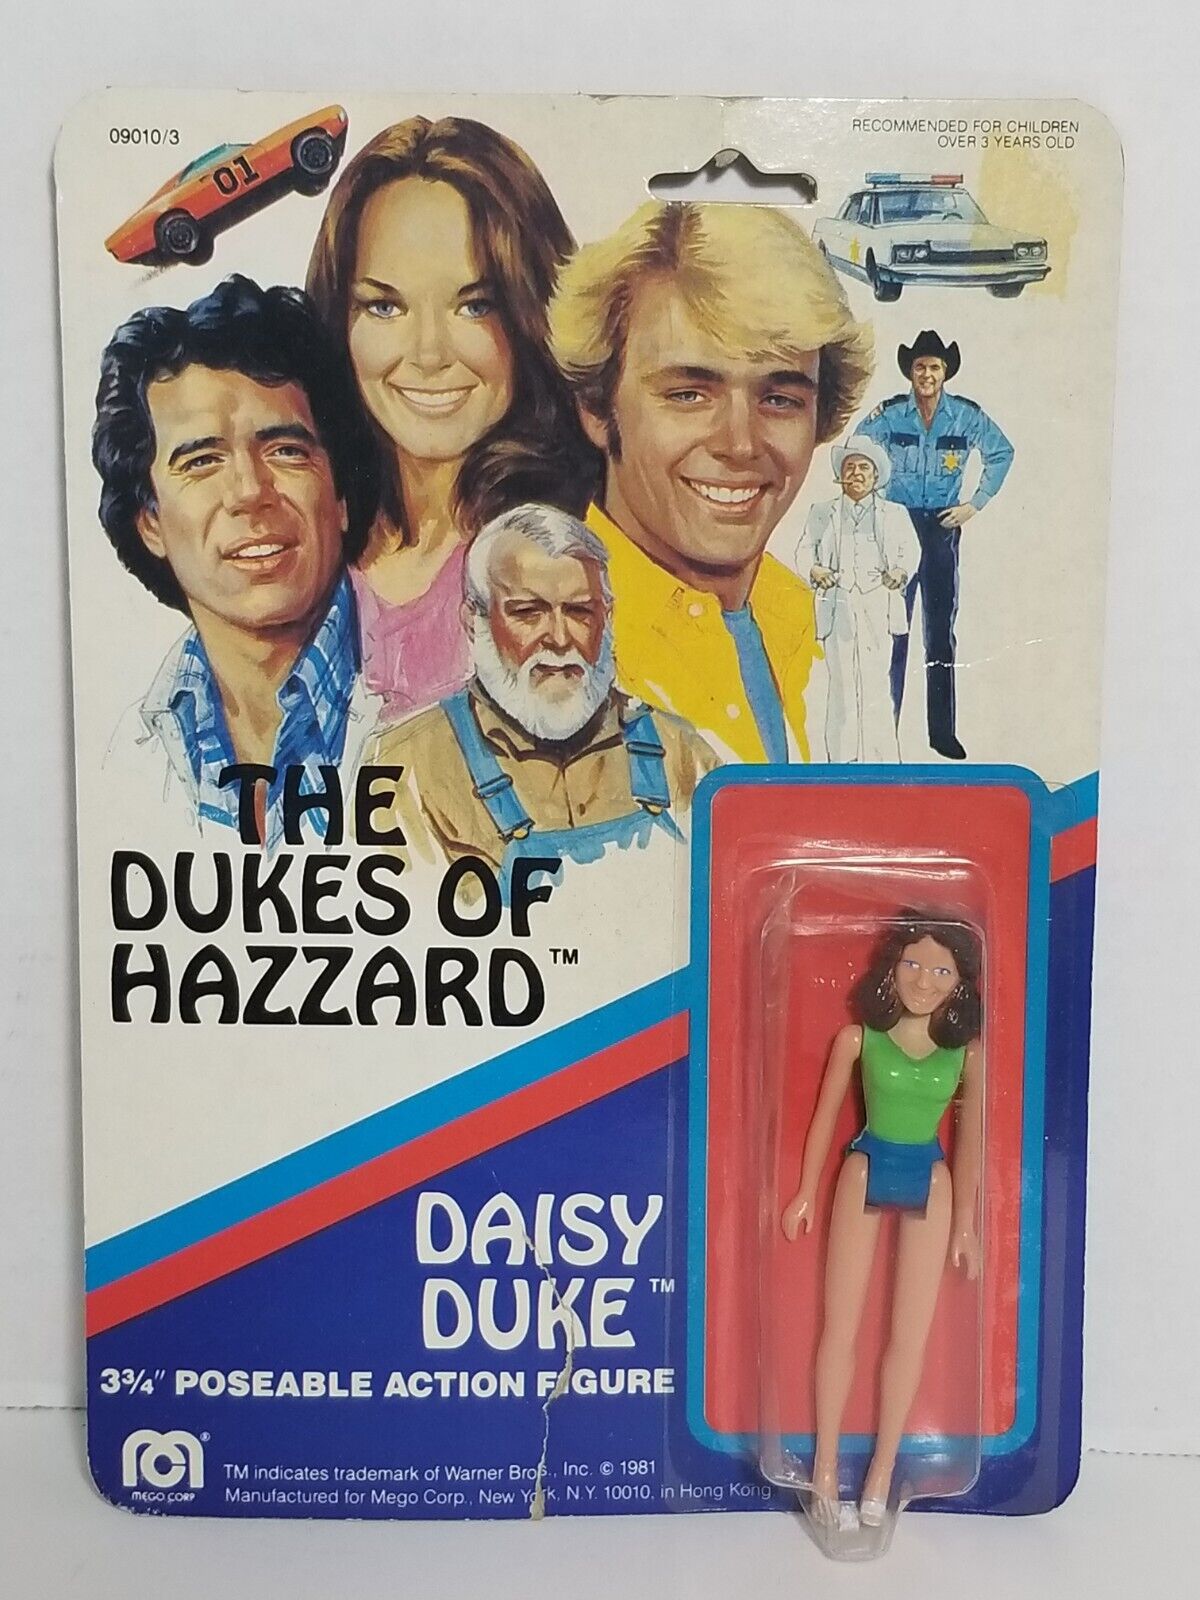 09010/3
RECOMMENDED FOR CHILDREN
OVER 3 YEARS OLD
01
THE
DUKES OF
HAZZARD™
DAISY
DUKE™
3¾" POSEABLE ACTION FIGURE
MEGO CORP ®
TM indicates trademark of Warner Bros., Inc. © 1981
Manufactured for Mego Corp., New York, N.Y. 10010, in Hong Kong